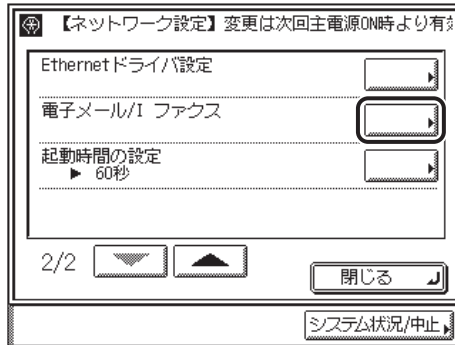 【ネットワーク設定】変更は次回主電源ON時より有効
Ethernetドライバ設定
電子メール/I ファクス
起動時間の設定
▶ 60秒
2/2
閉じる
システム状況/中止